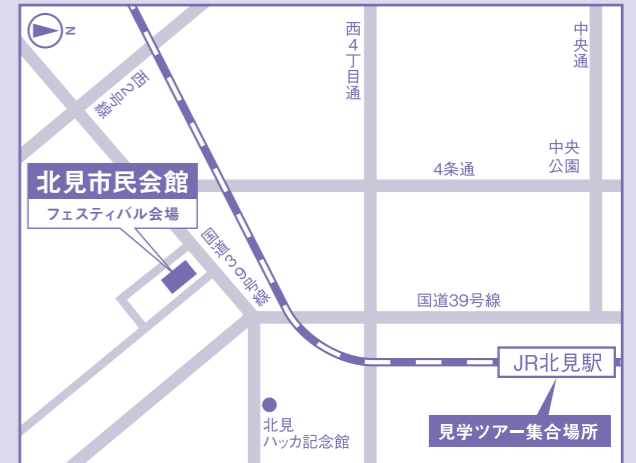 N
西2号線
西4丁目通
中央通
中央
公園
4条通
北見市民会館
フェスティバル会場
国道39号線
国道39号線
JR北見駅
見学ツアー集合場所
北見
ハッカ記念館